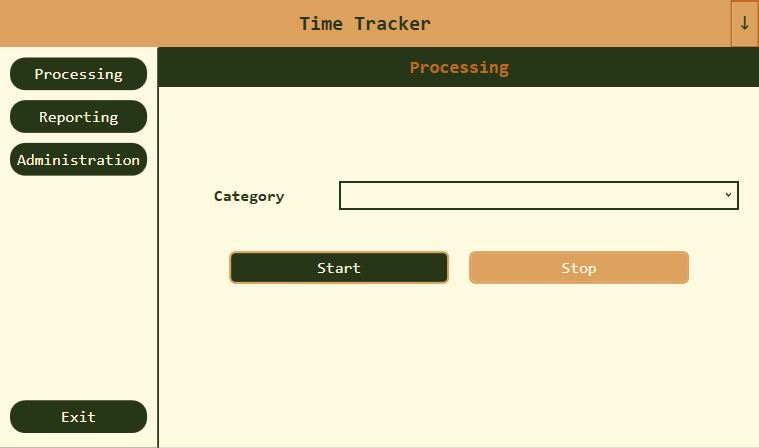 Time Tracker ↓
Processing
Processing
Reporting
Administration
Category
Start Stop
Exit